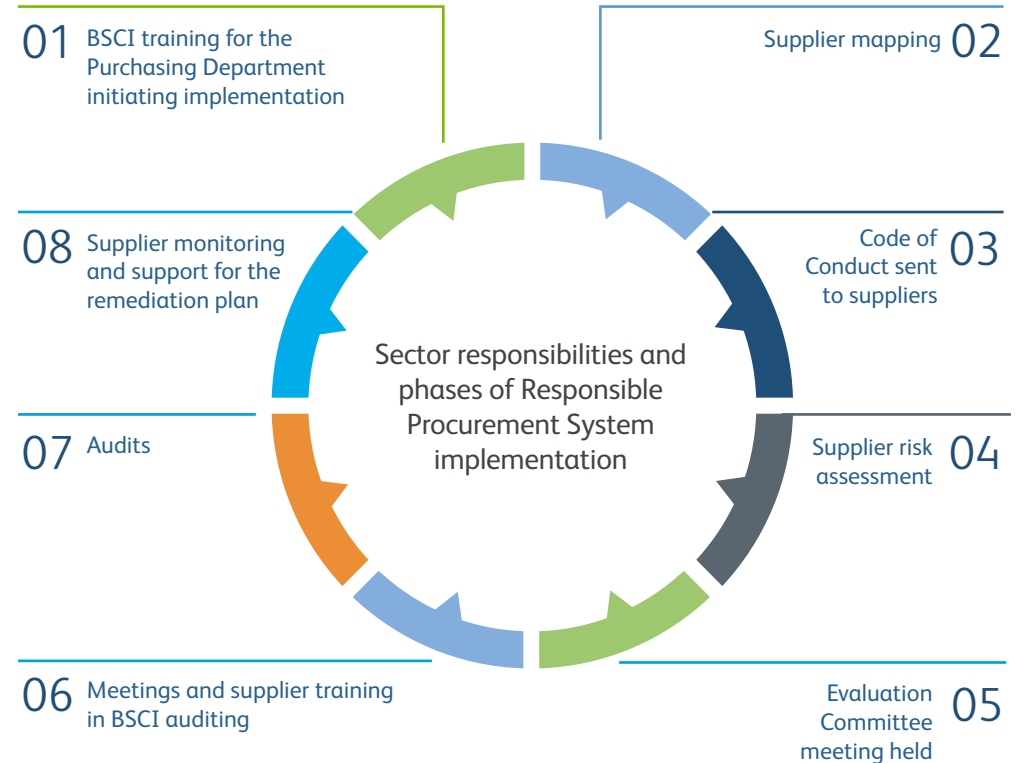 01
BSCI training for the
Purchasing Department
initiating implementation
Supplier mapping
02
Code of
Conduct sent
to suppliers
03
Supplier risk
assessment
04
Evaluation
Committee
meeting held
05
06
Meetings and supplier training
in BSCI auditing
07
Audits
08
Supplier monitoring
and support for the
remediation plan
Sector responsibilities and
phases of Responsible
Procurement System
implementation